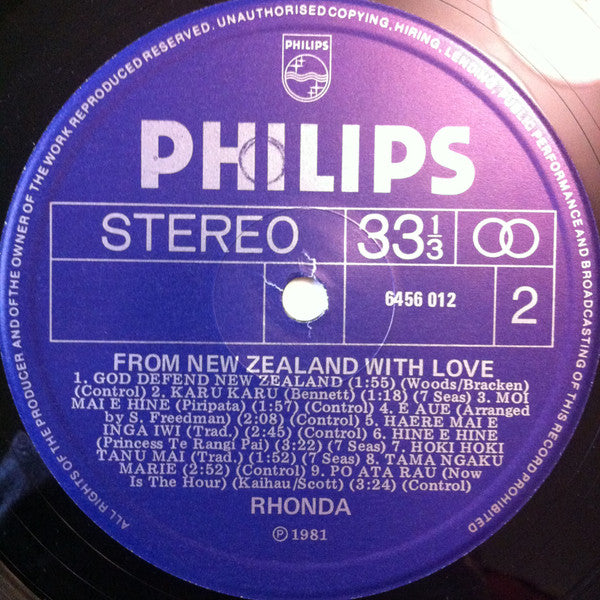 ALL RIGHTS OF THE PRODUCER AND OF THE OWNER OF THE WORK REPRODUCED RESERVED. UNAUTHORISED COPYING, HIRING, LENDING, PUBLIC PERFORMANCE AND BROADCASTING OF THIS RECORD PROHIBITED
PHILIPS
PHILIPS
STEREO 33 1/3
6456 012 2
FROM NEW ZEALAND WITH LOVE
1. GOD DEFEND NEW ZEALAND (1:55) (Woods/Bracken)
(Control) 2. KARU KARU (Bennett) (1:18) (7 Seas) 3. MOI
MAI E HINE (Piripata) (1:57) (Control) 4. E AUE (Arranged
by S. Freedman) (2:08) (Control) 5. HAERE MAI E
INGA IWI (Trad.) (2:45) (Control) 6. HINE E HINE
(Princess Te Rangi Pai) (3:22) (7 Seas) 7. HOKI HOKI
TANU MAI (Trad.) (1:52) (7 Seas) 8. TAMA NGAKU
MARIE (2:52) (Control) 9. PO ATA RAU (Now
Is The Hour) (Kaihau/Scott) (3:24) (Control)
RHONDA
Ⓟ 1981